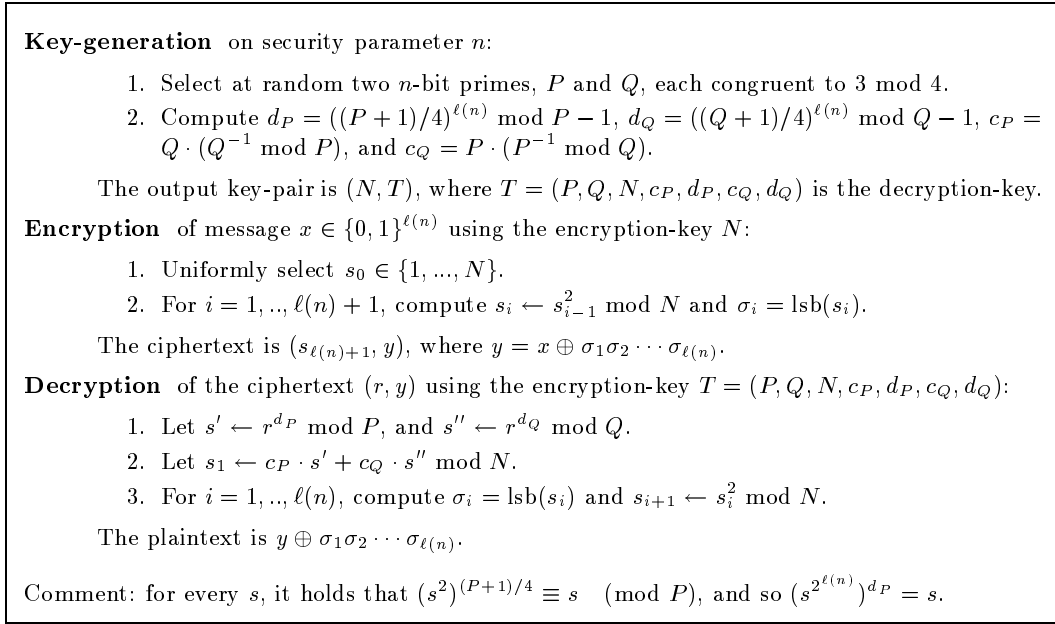 Key-generation on security parameter n:
1. Select at random two n-bit primes, P and Q, each congruent to 3 mod 4.
2. Compute d_P = ((P + 1)/4)^{ℓ(n)} mod P − 1, d_Q = ((Q + 1)/4)^{ℓ(n)} mod Q − 1, c_P =
Q · (Q^{−1} mod P), and c_Q = P · (P^{−1} mod Q).
The output key-pair is (N, T), where T = (P, Q, N, c_P, d_P, c_Q, d_Q) is the decryption-key.
Encryption of message x ∈ {0, 1}^{ℓ(n)} using the encryption-key N:
1. Uniformly select s_0 ∈ {1, ..., N}.
2. For i = 1, .., ℓ(n) + 1, compute s_i ← s_{i−1}^2 mod N and σ_i = lsb(s_i).
The ciphertext is (s_{ℓ(n)+1}, y), where y = x ⊕ σ_1σ_2 · · · σ_{ℓ(n)}.
Decryption of the ciphertext (r, y) using the encryption-key T = (P, Q, N, c_P, d_P, c_Q, d_Q):
1. Let s′ ← r^{d_P} mod P, and s′′ ← r^{d_Q} mod Q.
2. Let s_1 ← c_P · s′ + c_Q · s′′ mod N.
3. For i = 1, .., ℓ(n), compute σ_i = lsb(s_i) and s_{i+1} ← s_i^2 mod N.
The plaintext is y ⊕ σ_1σ_2 · · · σ_{ℓ(n)}.
Comment: for every s, it holds that (s^2)^{(P+1)/4} ≡ s (mod P), and so (s^{2^{ℓ(n)}})^{d_P} = s.